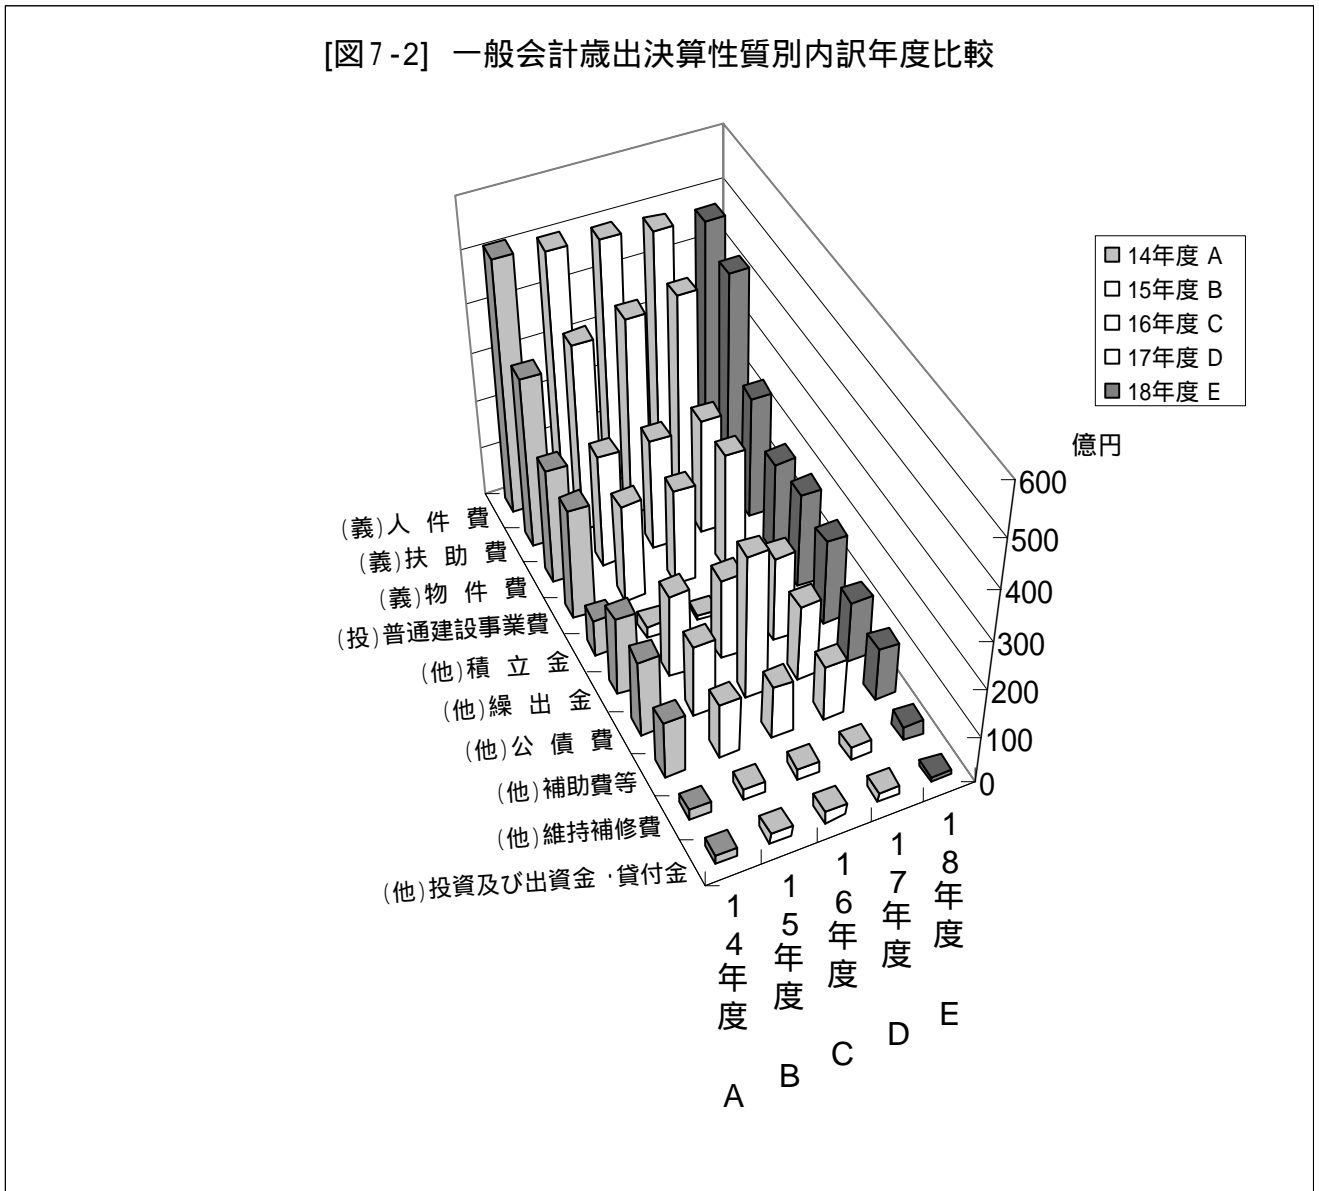 [図7-2] 一般会計歳出決算性質別内訳年度比較
14年度 A
15年度 B
16年度 C
17年度 D
18年度 E
億円
600
500
400
300
200
100
0
(義)人 件 費
(義)扶 助 費
(義)物 件 費
(投)普通建設事業費
(他)積 立 金
(他)繰 出 金
(他)公 債 費
(他)補助費等
(他)維持補修費
(他)投資及び出資金・貸付金
14年度 A
15年度 B
16年度 C
17年度 D
18年度 E